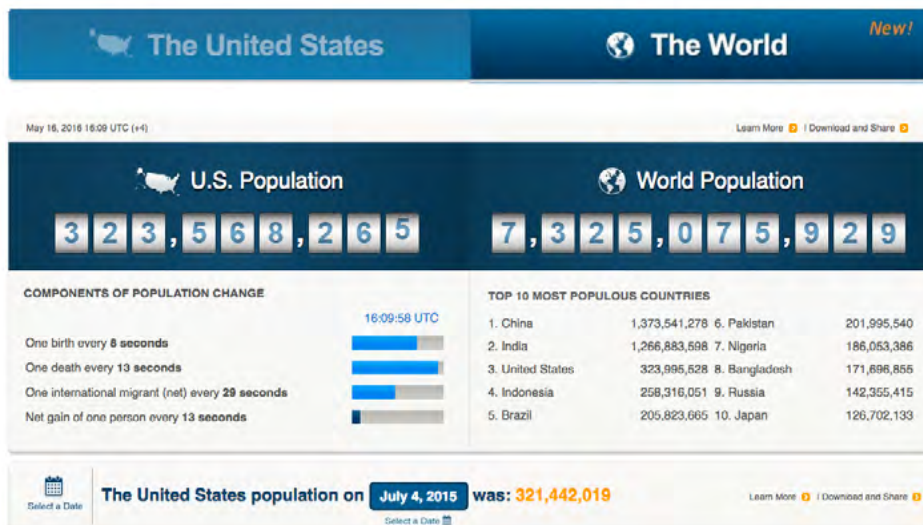 The United States
The World
New!
May 16, 2016 16:09 UTC (+4)
Learn More | Download and Share
U.S. Population
World Population
323,568,265
7,325,075,929
COMPONENTS OF POPULATION CHANGE
16:09:58 UTC
One birth every 8 seconds
One death every 13 seconds
One international migrant (net) every 29 seconds
Net gain of one person every 13 seconds
TOP 10 MOST POPULOUS COUNTRIES
1. China 1,373,541,278 6. Pakistan 201,995,540
2. India 1,266,883,598 7. Nigeria 186,053,386
3. United States 323,995,528 8. Bangladesh 171,696,855
4. Indonesia 258,316,051 9. Russia 142,355,415
5. Brazil 205,823,665 10. Japan 126,702,133
Select a Date
The United States population on July 4, 2015 was: 321,442,019
Select a Date
Learn More | Download and Share